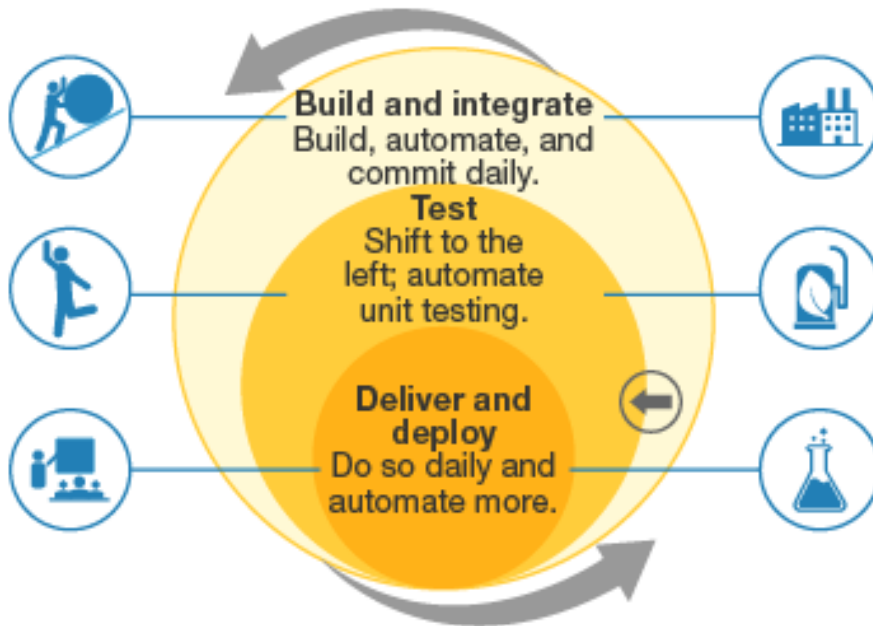 Build and integrate
Build, automate, and
commit daily.
Test
Shift to the
left; automate
unit testing.
Deliver and
deploy
Do so daily and
automate more.